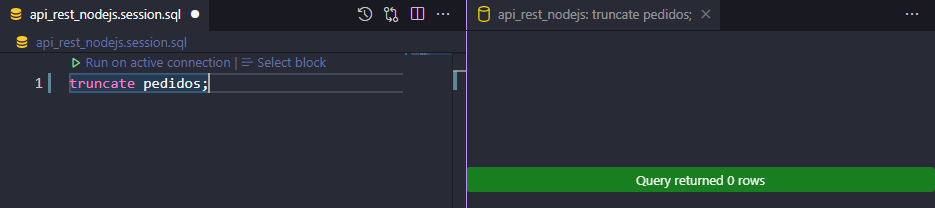 api_rest_nodejs.session.sql
api_rest_nodejs: truncate pedidos;
api_rest_nodejs.session.sql
Run on active connection | Select block
1 truncate pedidos;
Query returned 0 rows